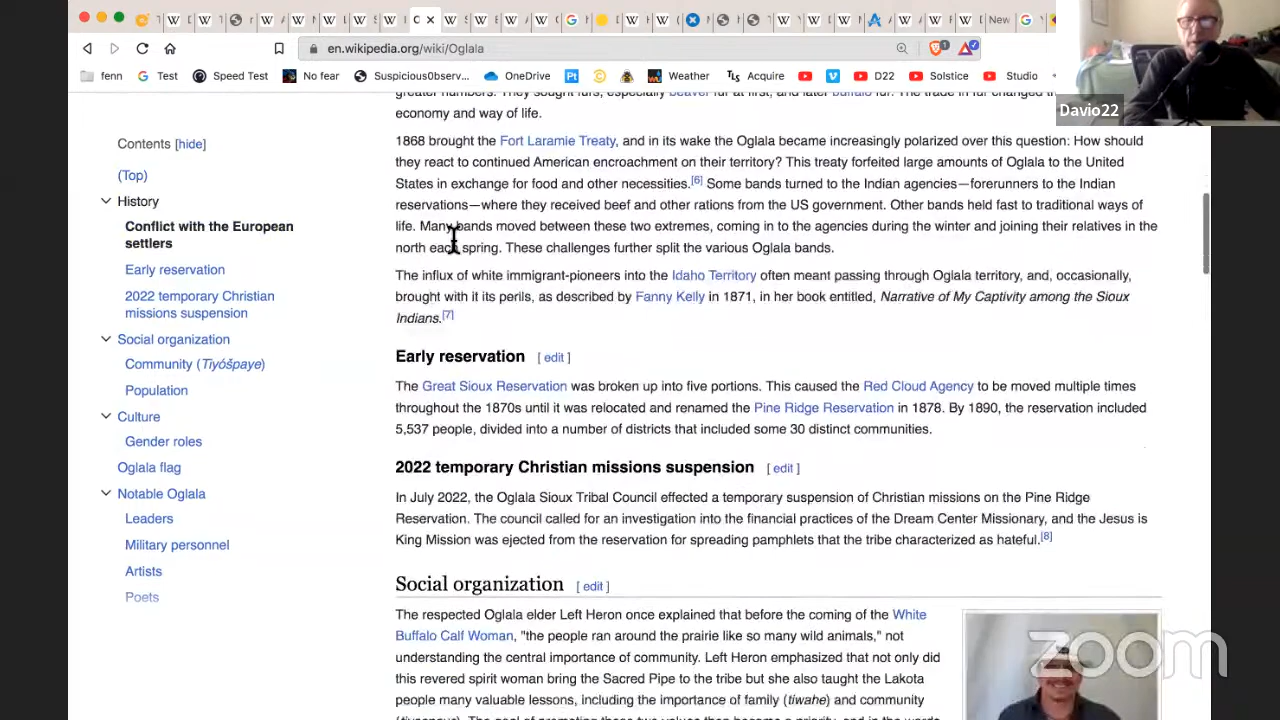 en.wikipedia.org/wiki/Oglala
fenn
Test
Speed Test
No fear
Suspicious0bserv...
OneDrive
Weather
Acquire
D22
Solstice
Studio
Davio22
Contents [hide]
(Top)
History
Conflict with the European
settlers
Early reservation
2022 temporary Christian
missions suspension
Social organization
Community (Tiyóšpaye)
Population
Culture
Gender roles
Oglala flag
Notable Oglala
Leaders
Military personnel
Artists
Poets
greater numbers. They sought furs, especially beaver fur at first, and later buffalo fur. The trade in fur changed
economy and way of life.
1868 brought the Fort Laramie Treaty, and in its wake the Oglala became increasingly polarized over this question: How should
they react to continued American encroachment on their territory? This treaty forfeited large amounts of Oglala to the United
States in exchange for food and other necessities.[6] Some bands turned to the Indian agencies—forerunners to the Indian
reservations—where they received beef and other rations from the US government. Other bands held fast to traditional ways of
life. Many bands moved between these two extremes, coming in to the agencies during the winter and joining their relatives in the
north each spring. These challenges further split the various Oglala bands.
The influx of white immigrant-pioneers into the Idaho Territory often meant passing through Oglala territory, and, occasionally,
brought with it its perils, as described by Fanny Kelly in 1871, in her book entitled, Narrative of My Captivity among the Sioux
Indians.[7]
Early reservation [ edit ]
The Great Sioux Reservation was broken up into five portions. This caused the Red Cloud Agency to be moved multiple times
throughout the 1870s until it was relocated and renamed the Pine Ridge Reservation in 1878. By 1890, the reservation included
5,537 people, divided into a number of districts that included some 30 distinct communities.
2022 temporary Christian missions suspension [ edit ]
In July 2022, the Oglala Sioux Tribal Council effected a temporary suspension of Christian missions on the Pine Ridge
Reservation. The council called for an investigation into the financial practices of the Dream Center Missionary, and the Jesus is
King Mission was ejected from the reservation for spreading pamphlets that the tribe characterized as hateful.[8]
Social organization [ edit ]
The respected Oglala elder Left Heron once explained that before the coming of the White
Buffalo Calf Woman, "the people ran around the prairie like so many wild animals," not
understanding the central importance of community. Left Heron emphasized that not only did
this revered spirit woman bring the Sacred Pipe to the tribe but she also taught the Lakota
people many valuable lessons, including the importance of family (tiwahe) and community
zoom